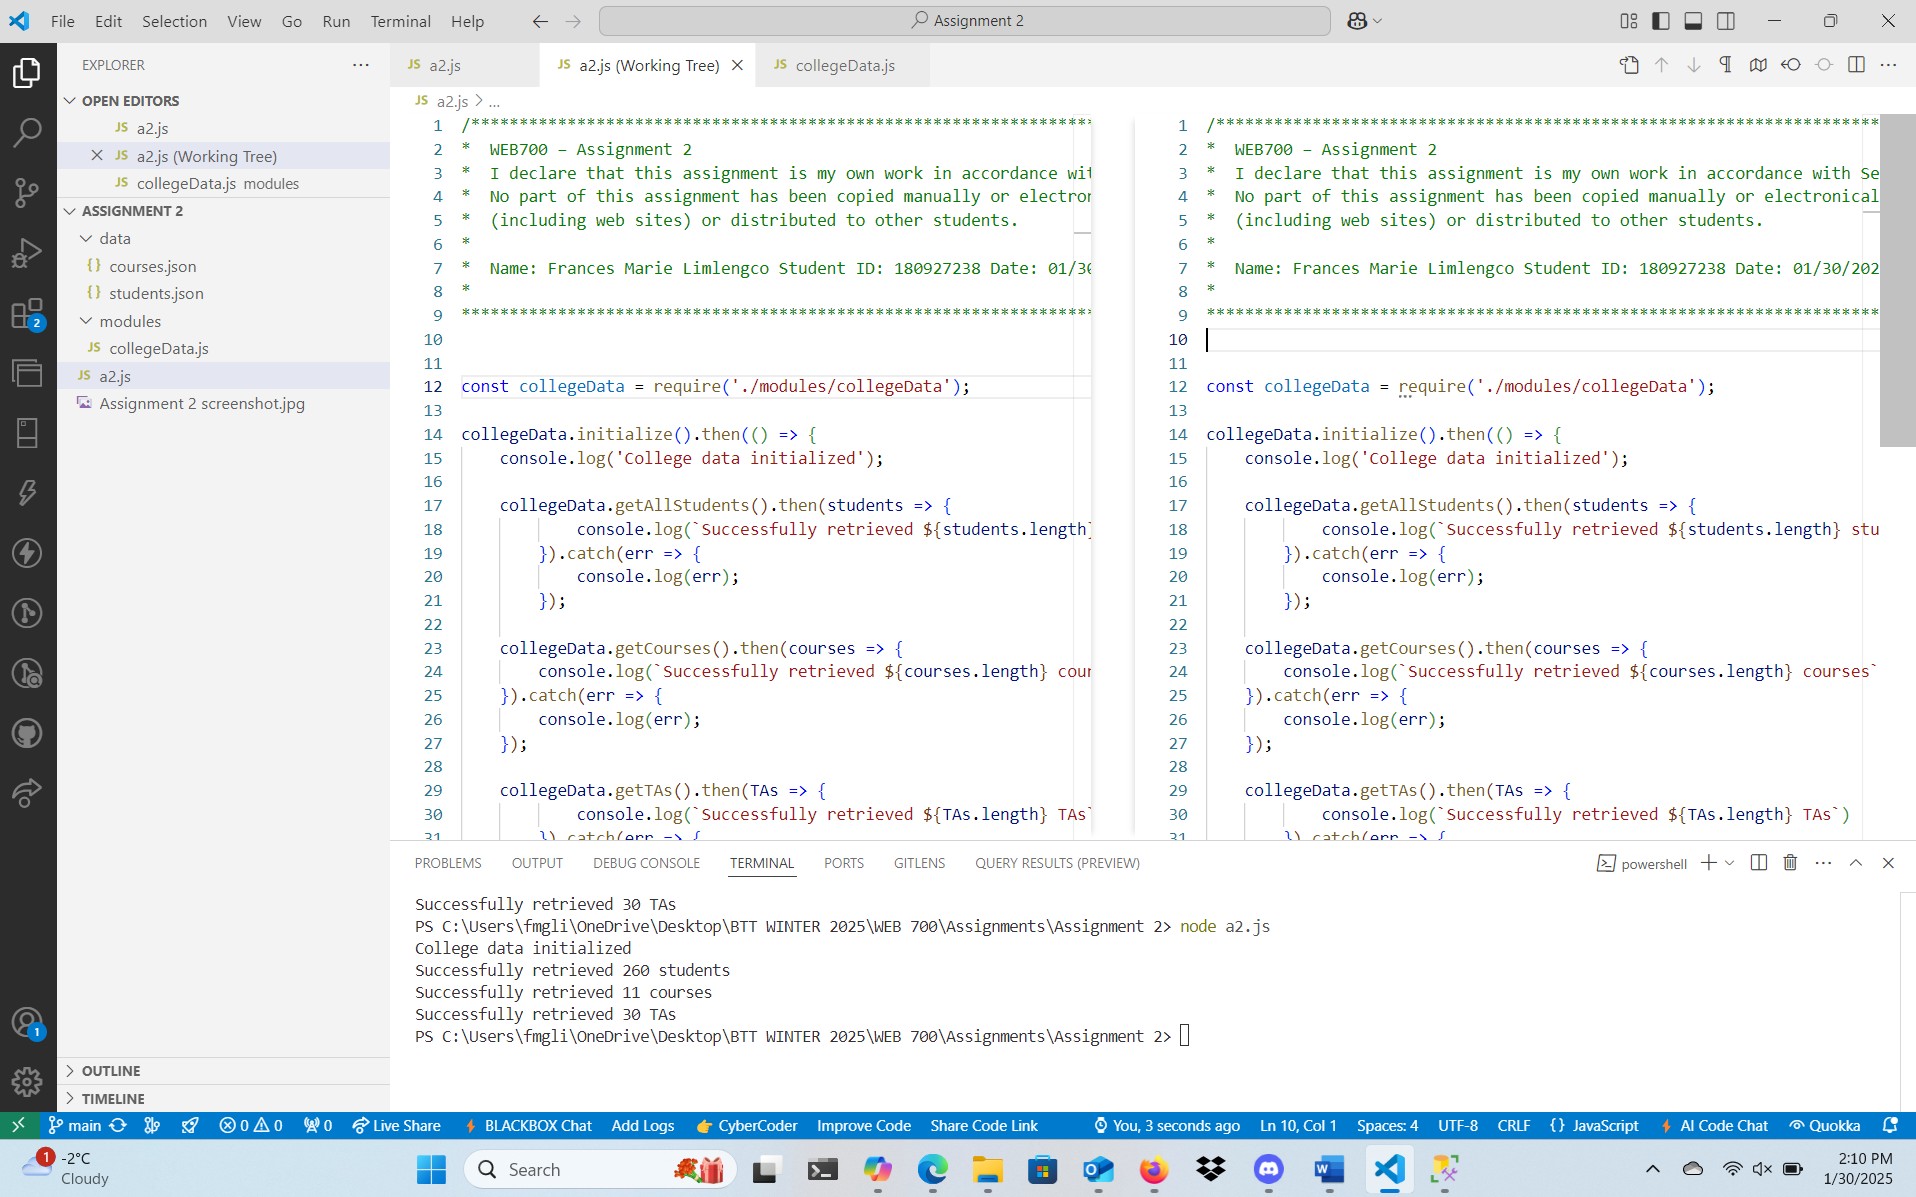 File Edit Selection View Go Run Terminal Help
Assignment 2
EXPLORER
OPEN EDITORS
JS a2.js
JS a2.js (Working Tree)
JS collegeData.js modules
ASSIGNMENT 2
data
{} courses.json
{} students.json
modules
JS collegeData.js
JS a2.js
Assignment 2 screenshot.jpg
OUTLINE
TIMELINE
2
1
JS a2.js
JS a2.js (Working Tree)
JS collegeData.js
JS a2.js > ...
1 /******************************************************************
2 * WEB700 – Assignment 2
3 * I declare that this assignment is my own work in accordance wit
4 * No part of this assignment has been copied manually or electron
5 * (including web sites) or distributed to other students.
6 *
7 * Name: Frances Marie Limlengco Student ID: 180927238 Date: 01/30
8 *
9 ******************************************************************
10
11
12 const collegeData = require('./modules/collegeData');
13
14 collegeData.initialize().then(() => {
15 console.log('College data initialized');
16
17 collegeData.getAllStudents().then(students => {
18 console.log(`Successfully retrieved ${students.length}
19 }).catch(err => {
20 console.log(err);
21 });
22
23 collegeData.getCourses().then(courses => {
24 console.log(`Successfully retrieved ${courses.length} cour
25 }).catch(err => {
26 console.log(err);
27 });
28
29 collegeData.getTAs().then(TAs => {
30 console.log(`Successfully retrieved ${TAs.length} TAs`
31 }).catch(err => {
1 /**********************************************************************
2 * WEB700 – Assignment 2
3 * I declare that this assignment is my own work in accordance with Se
4 * No part of this assignment has been copied manually or electronical
5 * (including web sites) or distributed to other students.
6 *
7 * Name: Frances Marie Limlengco Student ID: 180927238 Date: 01/30/202
8 *
9 **********************************************************************
10
11
12 const collegeData = require('./modules/collegeData');
13
14 collegeData.initialize().then(() => {
15 console.log('College data initialized');
16
17 collegeData.getAllStudents().then(students => {
18 console.log(`Successfully retrieved ${students.length} stu
19 }).catch(err => {
20 console.log(err);
21 });
22
23 collegeData.getCourses().then(courses => {
24 console.log(`Successfully retrieved ${courses.length} courses`
25 }).catch(err => {
26 console.log(err);
27 });
28
29 collegeData.getTAs().then(TAs => {
30 console.log(`Successfully retrieved ${TAs.length} TAs`)
31 }).catch(err => {
PROBLEMS OUTPUT DEBUG CONSOLE TERMINAL PORTS GITLENS QUERY RESULTS (PREVIEW)
powershell
Successfully retrieved 30 TAs
PS C:\Users\fmgli\OneDrive\Desktop\BTT WINTER 2025\WEB 700\Assignments\Assignment 2> node a2.js
College data initialized
Successfully retrieved 260 students
Successfully retrieved 11 courses
Successfully retrieved 30 TAs
PS C:\Users\fmgli\OneDrive\Desktop\BTT WINTER 2025\WEB 700\Assignments\Assignment 2>
main 0 0 0 Live Share BLACKBOX Chat Add Logs CyberCoder Improve Code Share Code Link You, 3 seconds ago Ln 10, Col 1 Spaces: 4 UTF-8 CRLF {} JavaScript AI Code Chat Quokka
1
-2°C
Cloudy
Search
2:10 PM
1/30/2025